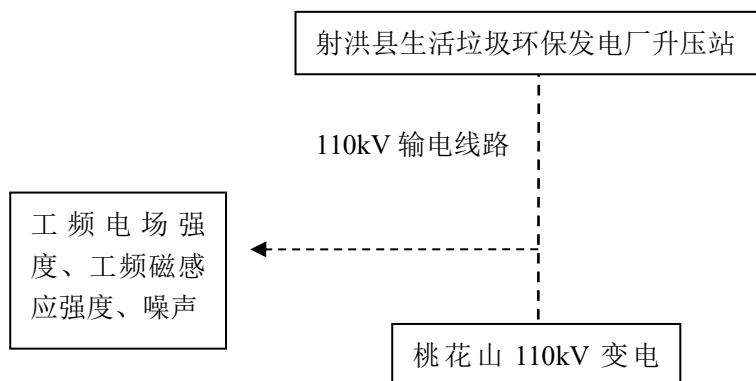 射洪县生活垃圾环保发电厂升压站
110kV 输电线路
工频电场强
度、工频磁感
应强度、噪声
桃花山 110kV 变电